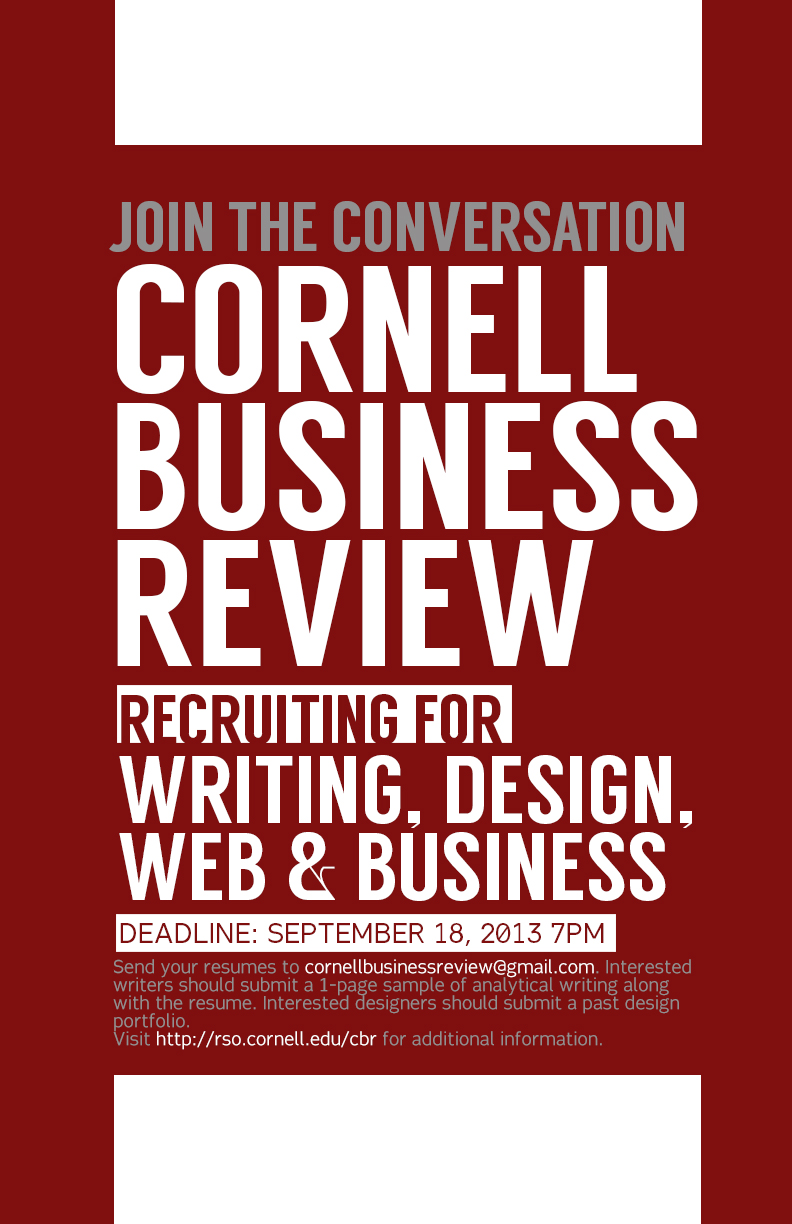 JOIN THE CONVERSATION
CORNELL
BUSINESS
REVIEW
RECRUITING FOR
WRITING, DESIGN,
WEB & BUSINESS
DEADLINE: SEPTEMBER 18, 2013 7PM
Send your resumes to cornellbusinessreview@gmail.com. Interested
writers should submit a 1-page sample of analytical writing along
with the resume. Interested designers should submit a past design
portfolio.
Visit http://rso.cornell.edu/cbr for additional information.